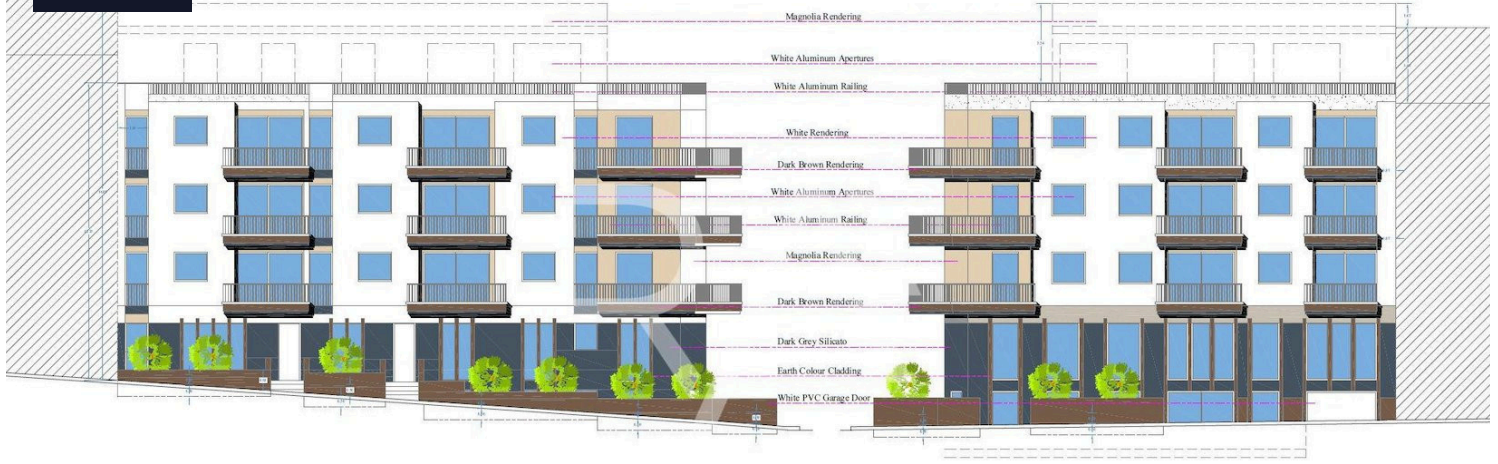 Magnolia Rendering
White Aluminum Apertures
White Aluminum Railing
White Rendering
Dark Brown Rendering
White Aluminum Apertures
White Aluminum Railing
Magnolia Rendering
Dark Brown Rendering
Dark Grey Silicato
Earth Colour Cladding
White PVC Garage Door